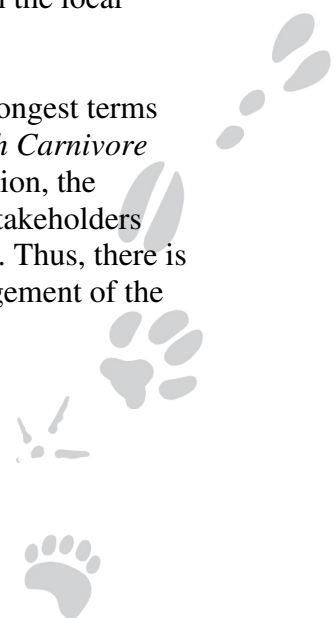 the local
ongest terms
h Carnivore
ion, the
takeholders
. Thus, there is
gement of the